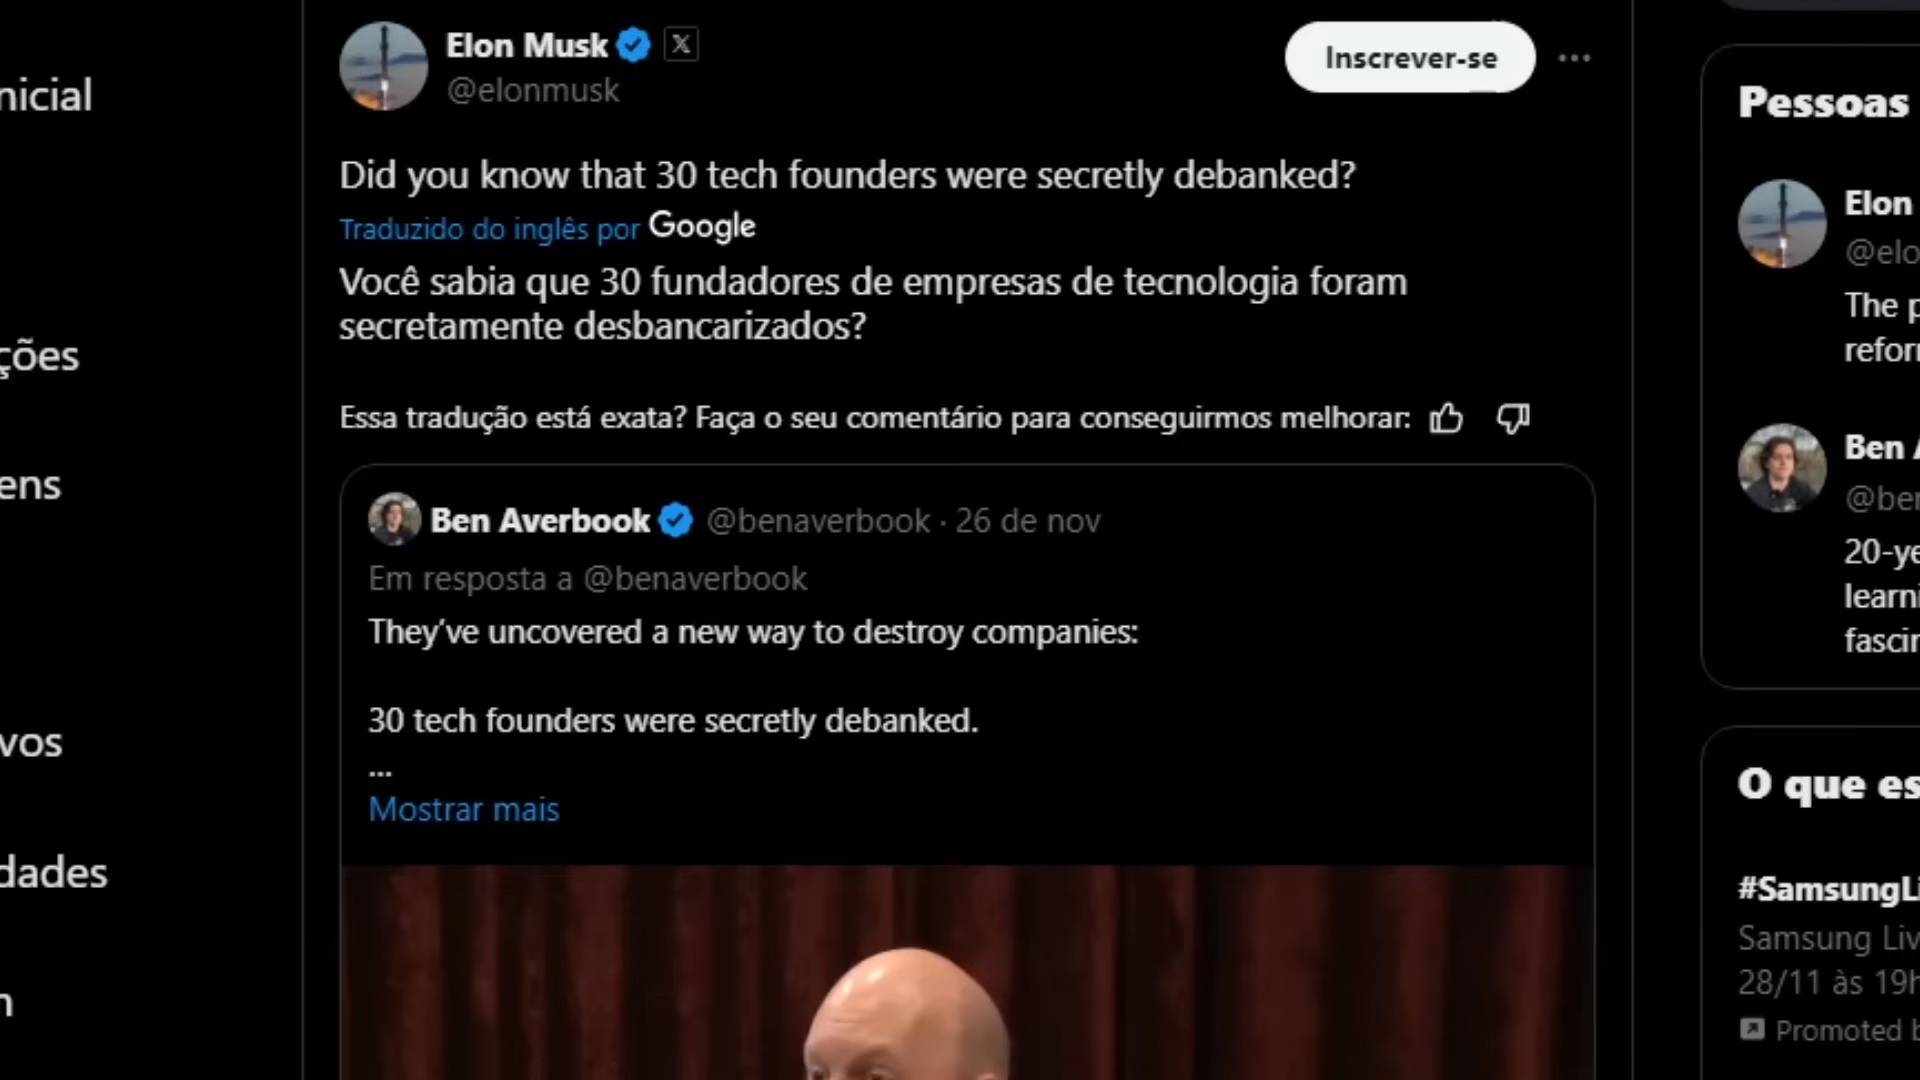 nicial
ções
ens
vos
dades
Elon Musk
@elonmusk
Inscrever-se
Did you know that 30 tech founders were secretly debanked?
Traduzido do inglês por Google
Você sabia que 30 fundadores de empresas de tecnologia foram
secretamente desbancarizados?
Essa tradução está exata? Faça o seu comentário para conseguirmos melhorar:
Ben Averbook @benaverbook · 26 de nov
Em resposta a @benaverbook
They’ve uncovered a new way to destroy companies:
30 tech founders were secretly debanked.
...
Mostrar mais
Pessoas
Elon
@elo
The p
refor
Ben
@ber
20-ye
learni
fascir
O que es
#SamsungLi
Samsung Liv
28/11 às 19h
Promoted b